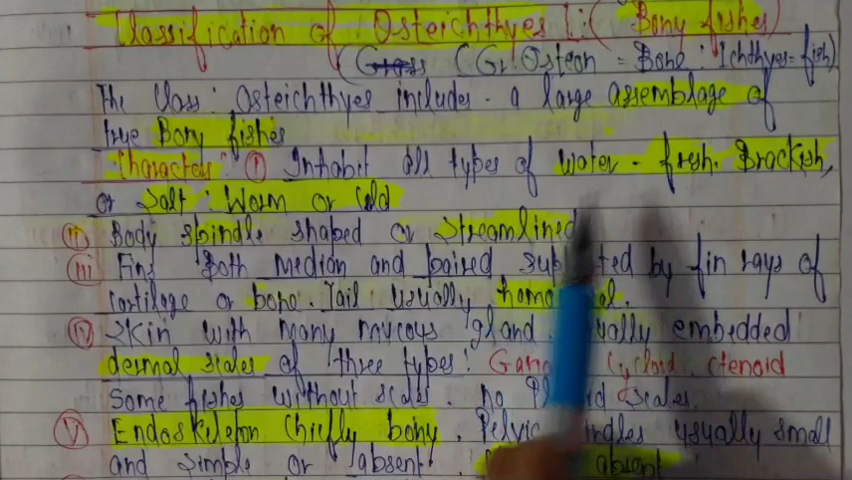 Classification of Osteichthyes :- ( Bony fishes)
(Gr. Osteon = Bone : Ichthyes = fish)
The Class : Osteichthyes includes a large assemblage of
true Bony fishes
Character : (i) Inhabit all types of water - fresh. Brackish,
or salt : Warm or Cold
(ii) Body spindle shaped or streamlined
(iii) Fins Both median and paired by fin rays of
cartilage or bone. Tail usually
(iv) Skin with many mucous gland. embedded
dermal scales of three types : Cycloid, ctenoid
Some fishes without scales. no scales.
(v) Endoskeleton Chiefly bony. Pelvic usually small
and simple or absent. absent